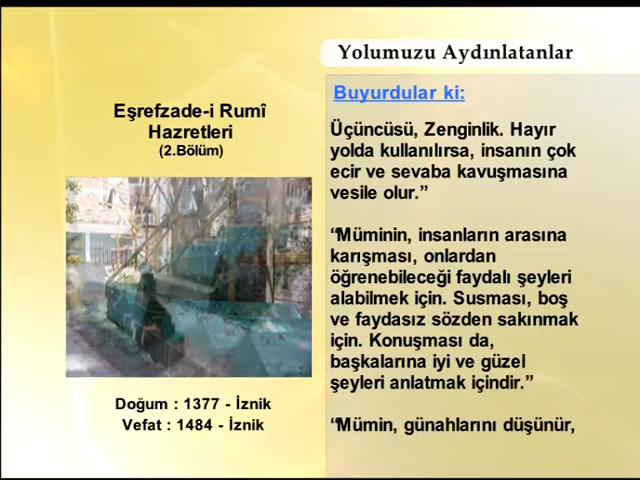 Yolumuzu Aydınlatanlar
Eşrefzade-i Rumî
Hazretleri
(2.Bölüm)
Doğum : 1377 - İznik
Vefat : 1484 - İznik
Buyurdular ki:
Üçüncüsü, Zenginlik. Hayır
yolda kullanılırsa, insanın çok
ecir ve sevaba kavuşmasına
vesile olur.”
“Müminin, insanların arasına
karışması, onlardan
öğrenebileceği faydalı şeyleri
alabilmek için. Susması, boş
ve faydasız sözden sakınmak
için. Konuşması da,
başkalarına iyi ve güzel
şeyleri anlatmak içindir.”
“Mümin, günahlarını düşünür,